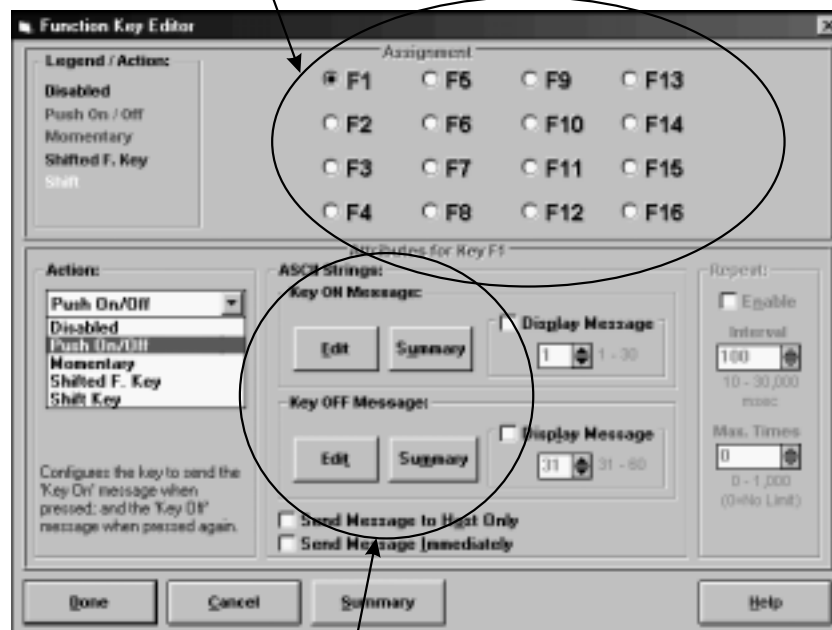 Function Key Editor
Legend / Action:
Disabled
Push On / Off
Momentary
Shifted F. Key
Shift
Assignment
F1 F5 F9 F13
F2 F6 F10 F14
F3 F7 F11 F15
F4 F8 F12 F16
Attributes for Key F1
Action:
Push On/Off
Disabled
Push On/Off
Momentary
Shifted F. Key
Shift Key
Configures the key to send the
'Key On' message when
pressed; and the 'Key Off'
message when pressed again.
ASCII Strings:
Key ON Message:
Edit Summary
Display Message
1 1 - 30
Key OFF Message:
Edit Summary
Display Message
31 31 - 60
Send Message to Host Only
Send Message Immediately
Repeat:
Enable
Interval
100
10 - 30,000
msec
Max. Times
0
0 - 1,000
(0=No Limit)
Done Cancel Summary Help